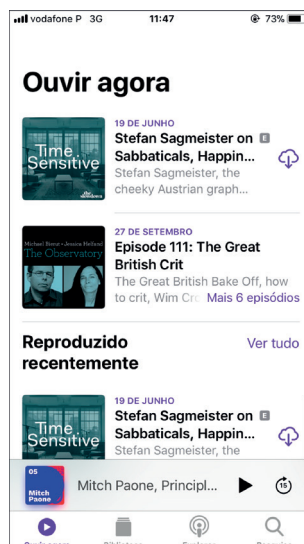 vodafone P 3G 11:47 73%
Ouvir agora
Time
Sensitive
the
slowdown
19 DE JUNHO
Stefan Sagmeister on E
Sabbaticals, Happin...
Stefan Sagmeister, the
cheeky Austrian graph...
Michael Bierut + Jessica Helfand
The Observatory
27 DE SETEMBRO
Episode 111: The Great
British Crit
The Great British Bake Off, how
to crit, Wim Mais 6 episódios
Reproduzido
recentemente
Ver tudo
Time
Sensitive
19 DE JUNHO
Stefan Sagmeister on E
Sabbaticals, Happin...
Stefan Sagmeister, the
05
Mitch
Paone
Mitch Paone, Principl...
15